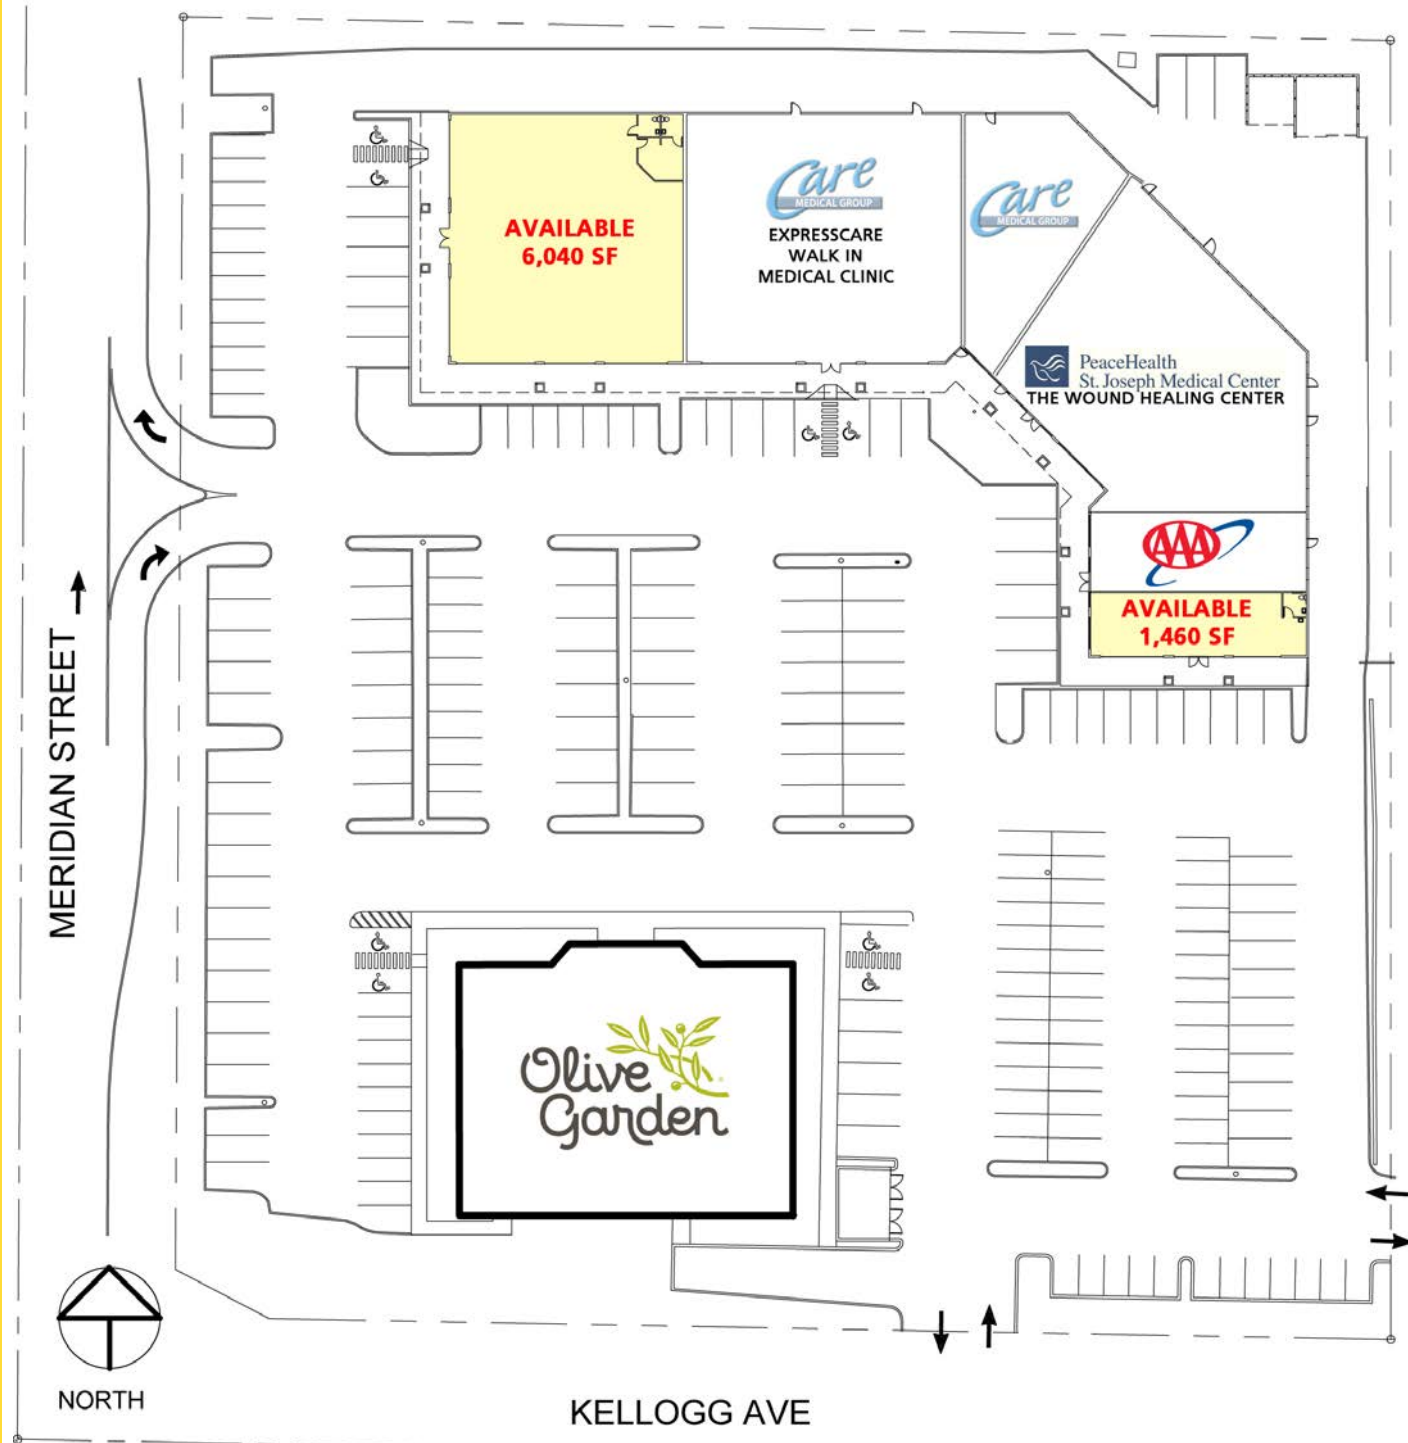 AVAILABLE
6,040 SF
Care
MEDICAL GROUP
EXPRESSCARE
WALK IN
MEDICAL CLINIC
Care
MEDICAL GROUP
PeaceHealth
St. Joseph Medical Center
THE WOUND HEALING CENTER
AAA
AVAILABLE
1,460 SF
MERIDIAN STREET
Olive
Garden
NORTH
KELLOGG AVE